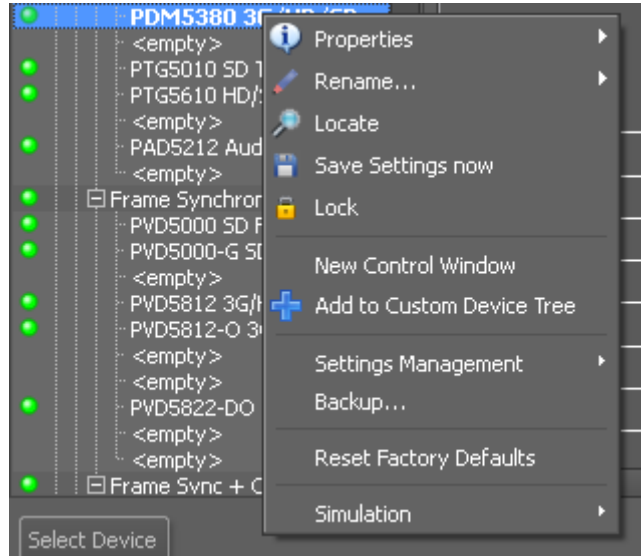 PDM5380 3G/HD/SD
<empty>
PTG5010 SD T
PTG5610 HD/S
<empty>
PAD5212 Aud
<empty>
Frame Synchror
PVD5000 SD F
PVD5000-G SD
<empty>
PVD5812 3G/H
PVD5812-O 3G
<empty>
<empty>
PVD5822-DO
<empty>
<empty>
Frame Sync + C
Select Device
Properties
Rename...
Locate
Save Settings now
Lock
New Control Window
Add to Custom Device Tree
Settings Management
Backup...
Reset Factory Defaults
Simulation